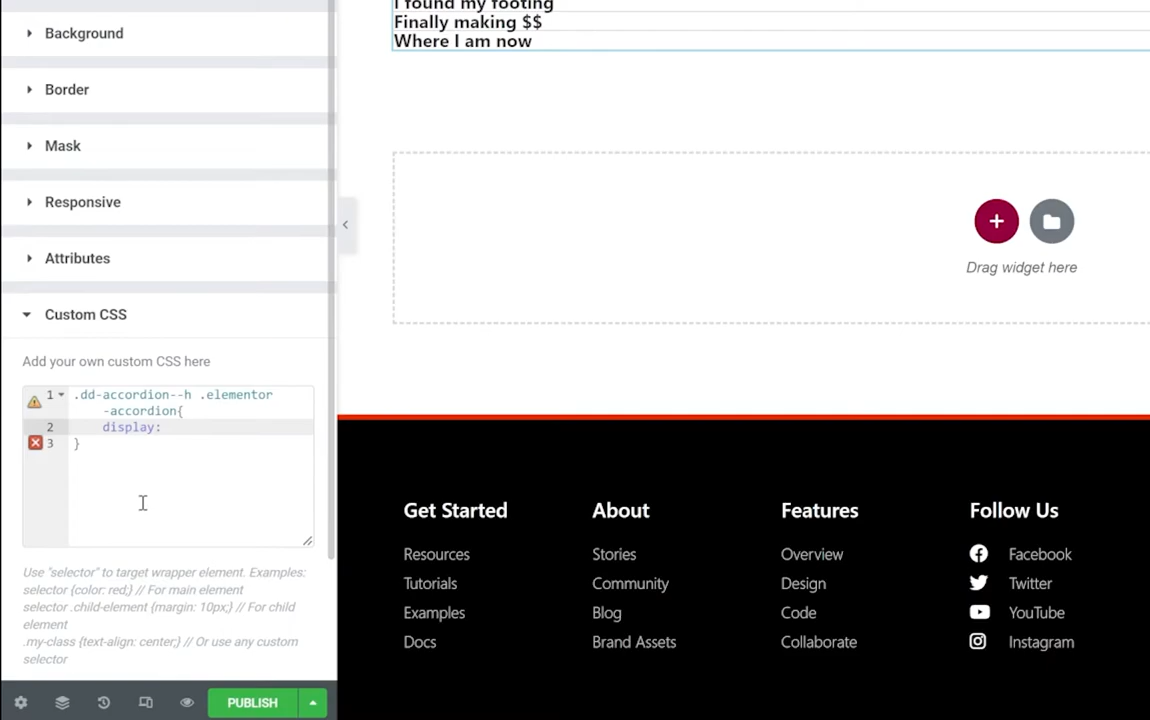 I found my footing
Finally making $$
Where I am now
Background
Border
Mask
Responsive
Attributes
Custom CSS
Add your own custom CSS here
1 .dd-accordion--h .elementor
-accordion{
2 display:
3 }
Use "selector" to target wrapper element. Examples:
selector {color: red;} // For main element
selector .child-element {margin: 10px;} // For child
element
.my-class {text-align: center;} // Or use any custom
selector
PUBLISH
Drag widget here
Get Started
Resources
Tutorials
Examples
Docs
About
Stories
Community
Blog
Brand Assets
Features
Overview
Design
Code
Collaborate
Follow Us
Facebook
Twitter
YouTube
Instagram